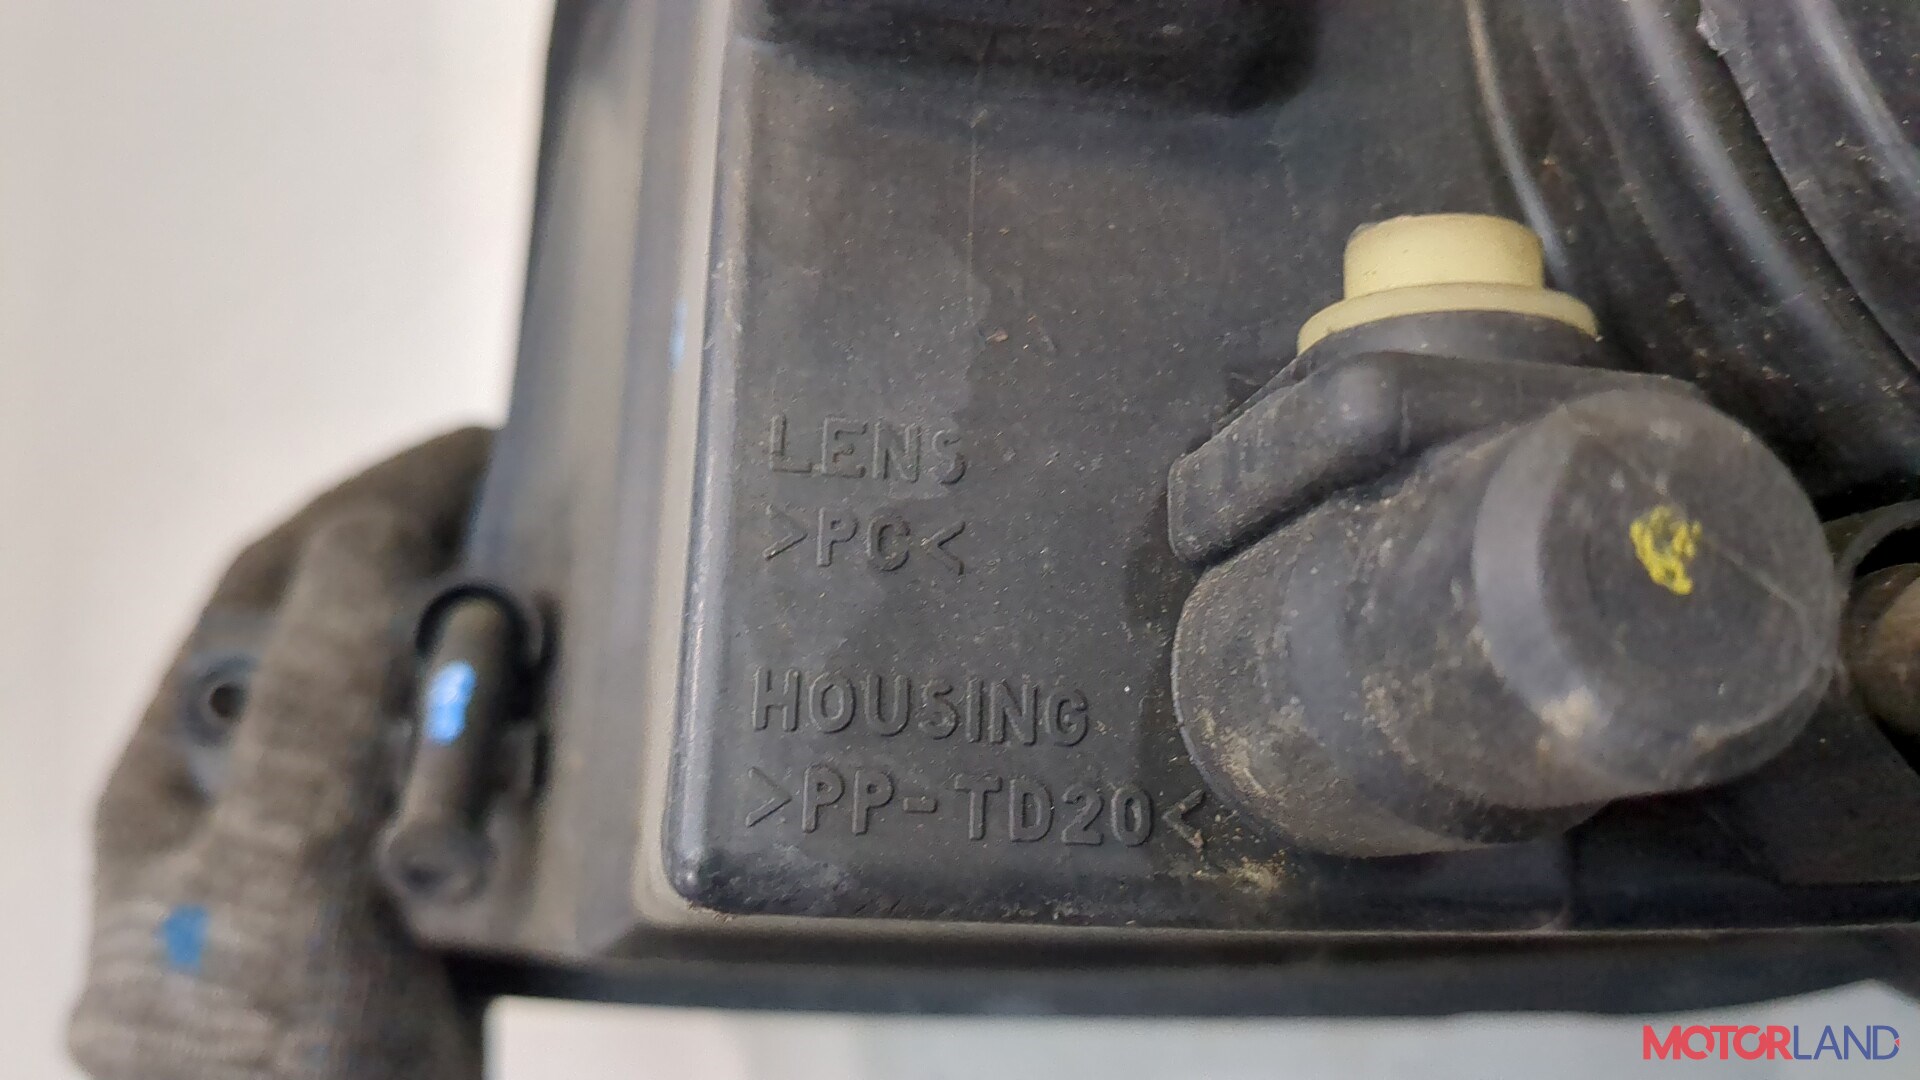 LENS
>PC<
HOUSING
>PP-TD20<
MOTORLAND